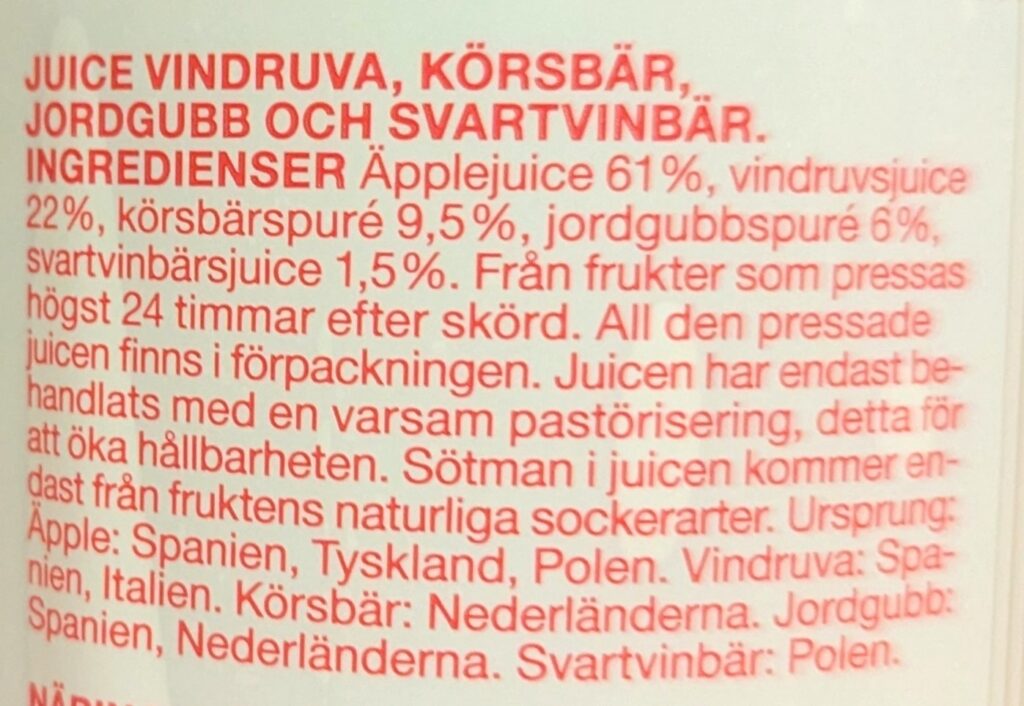 JUICE VINDRUVA, KÖRSBÄR,
JORDGUBB OCH SVARTVINBÄR.
INGREDIENSER Äpplejuice 61%, vindruvsjuice
22%, körsbärspuré 9,5%, jordgubbspuré 6%,
svartvinbärsjuice 1,5%. Från frukter som pressas
högst 24 timmar efter skörd. All den pressade
juicen finns i förpackningen. Juicen har endast be-
handlats med en varsam pastörisering, detta för
att öka hållbarheten. Sötman i juicen kommer en-
dast från fruktens naturliga sockerarter. Ursprung:
Äpple: Spanien, Tyskland, Polen. Vindruva: Spa-
nien, Italien. Körsbär: Nederländerna. Jordgubb:
Spanien, Nederländerna. Svartvinbär: Polen.